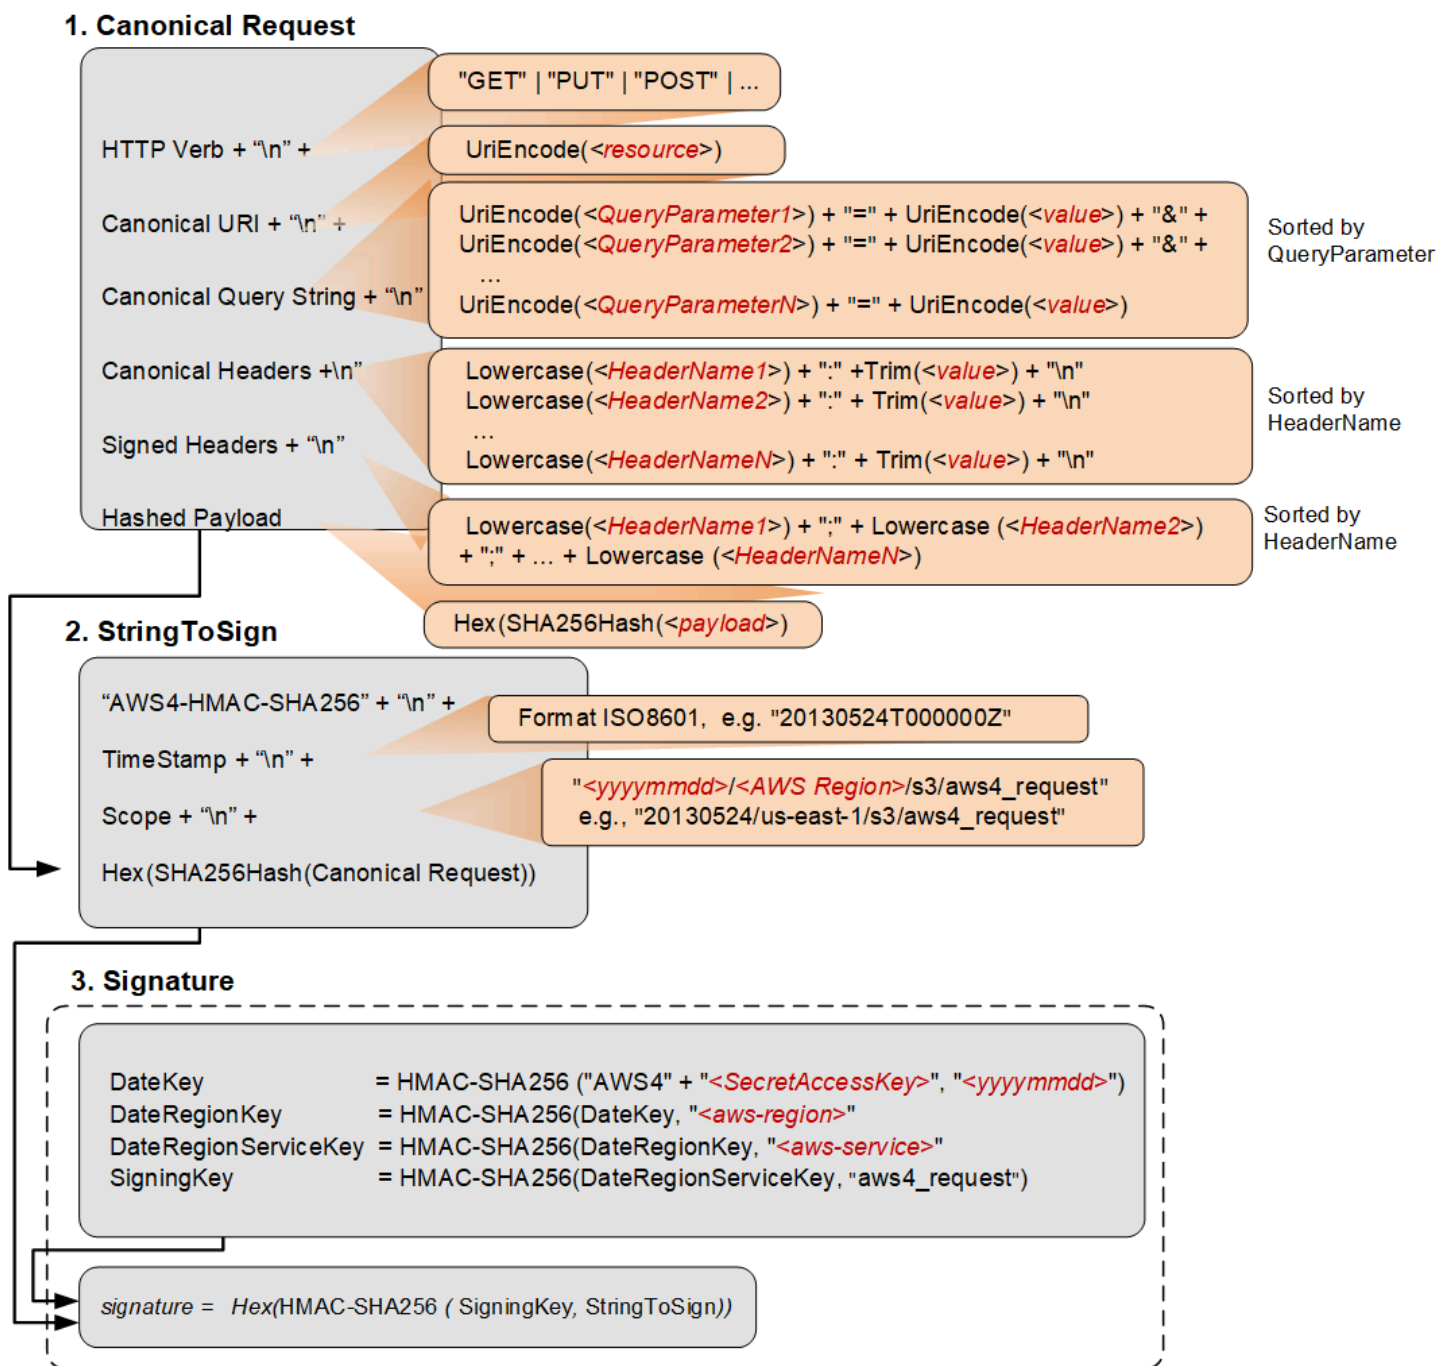 1. Canonical Request
"GET" | "PUT" | "POST" | ...
HTTP Verb + “\n” +
UriEncode(<resource>)
Canonical URI + “\n” +
UriEncode(<QueryParameter1>) + "=" + UriEncode(<value>) + "&" +
UriEncode(<QueryParameter2>) + "=" + UriEncode(<value>) + "&" +
...
UriEncode(<QueryParameterN>) + "=" + UriEncode(<value>)
Sorted by
QueryParameter
Canonical Query String + “\n”
Canonical Headers +\n”
Lowercase(<HeaderName1>) + ":" +Trim(<value>) + "\n"
Lowercase(<HeaderName2>) + ":" + Trim(<value>) + "\n"
...
Lowercase(<HeaderNameN>) + ":" + Trim(<value>) + "\n"
Sorted by
HeaderName
Signed Headers + “\n”
Lowercase(<HeaderName1>) + ";" + Lowercase (<HeaderName2>)
+ ";" + ... + Lowercase (<HeaderNameN>)
Sorted by
HeaderName
Hashed Payload
Hex(SHA256Hash(<payload>)
2. StringToSign
“AWS4-HMAC-SHA256” + “\n” +
Format ISO8601, e.g. "20130524T000000Z"
TimeStamp + “\n” +
"<yyyymmdd>/<AWS Region>/s3/aws4_request"
e.g., "20130524/us-east-1/s3/aws4_request"
Scope + “\n” +
Hex(SHA256Hash(Canonical Request))
3. Signature
DateKey = HMAC-SHA256 ("AWS4" + "<SecretAccessKey>", "<yyyymmdd>")
DateRegionKey = HMAC-SHA256(DateKey, "<aws-region>"
DateRegionServiceKey = HMAC-SHA256(DateRegionKey, "<aws-service>"
SigningKey = HMAC-SHA256(DateRegionServiceKey, "aws4_request")
signature = Hex(HMAC-SHA256 ( SigningKey, StringToSign))